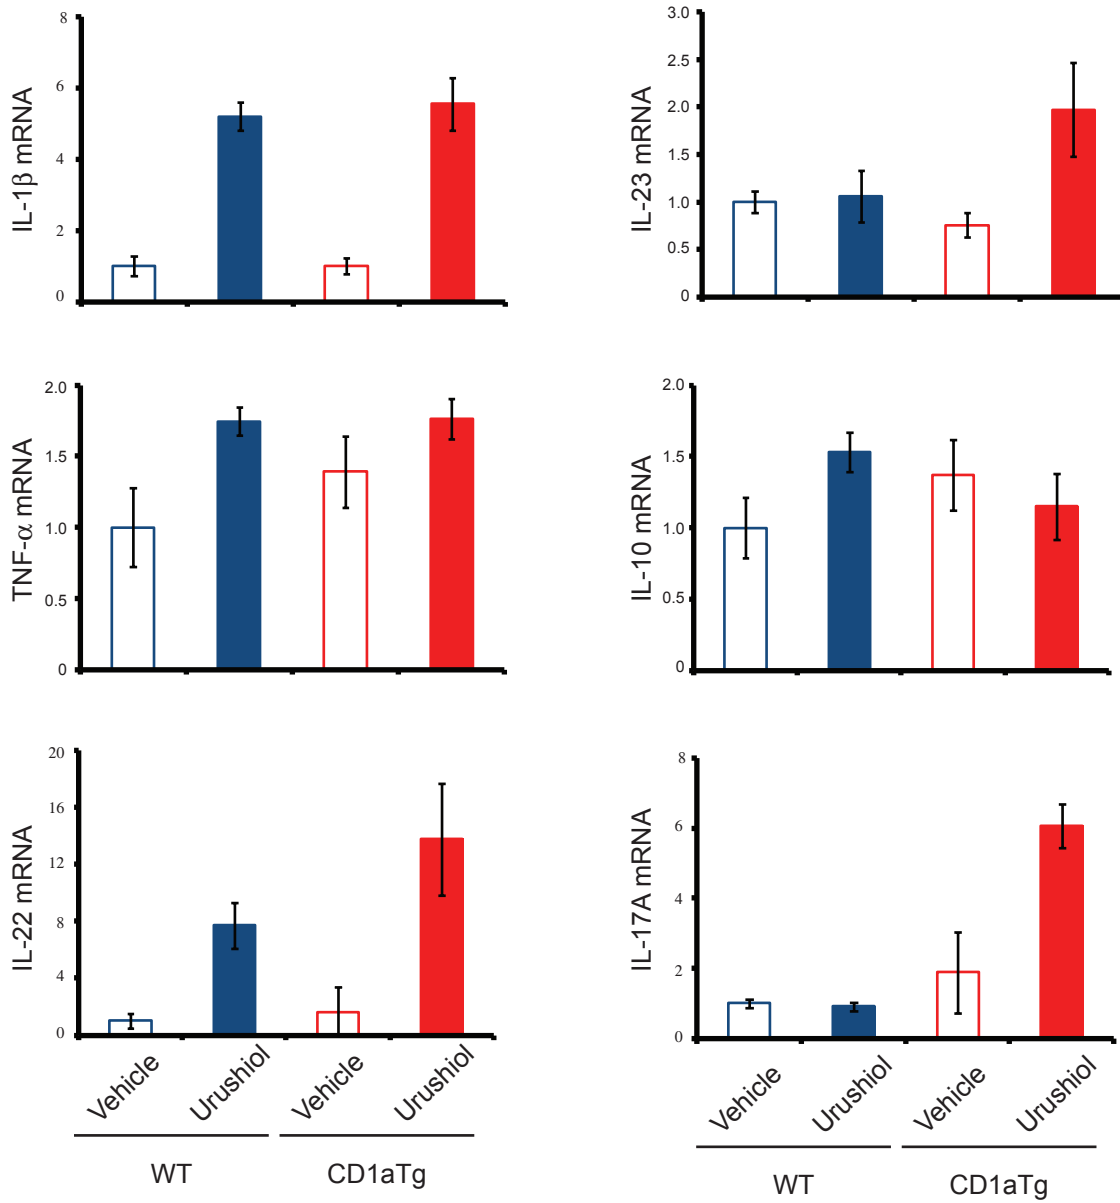 IL-1β mRNA
8
6
4
2
0
IL-23 mRNA
3.0
2.5
2.0
1.5
1.0
0.5
0
TNF-α mRNA
2.0
1.5
1.0
0.5
0
IL-10 mRNA
2.0
1.5
1.0
0.5
0
IL-22 mRNA
20
16
12
8
4
0
IL-17A mRNA
8
6
4
2
0
Vehicle
Urushiol
Vehicle
Urushiol
WT
CD1aTg
Vehicle
Urushiol
Vehicle
Urushiol
WT
CD1aTg